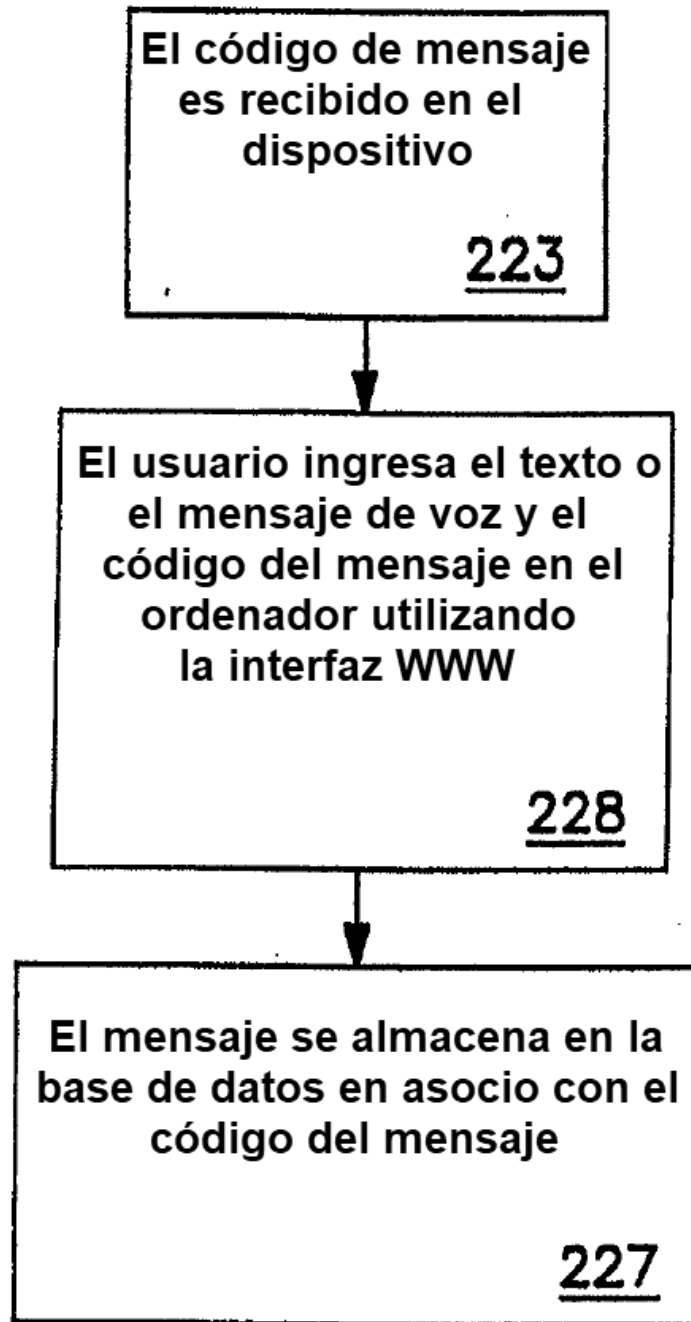 El código de mensaje
es recibido en el
dispositivo
223
El usuario ingresa el texto o
el mensaje de voz y el
código del mensaje en el
ordenador utilizando
la interfaz WWW
228
El mensaje se almacena en la
base de datos en asocio con el
código del mensaje
227